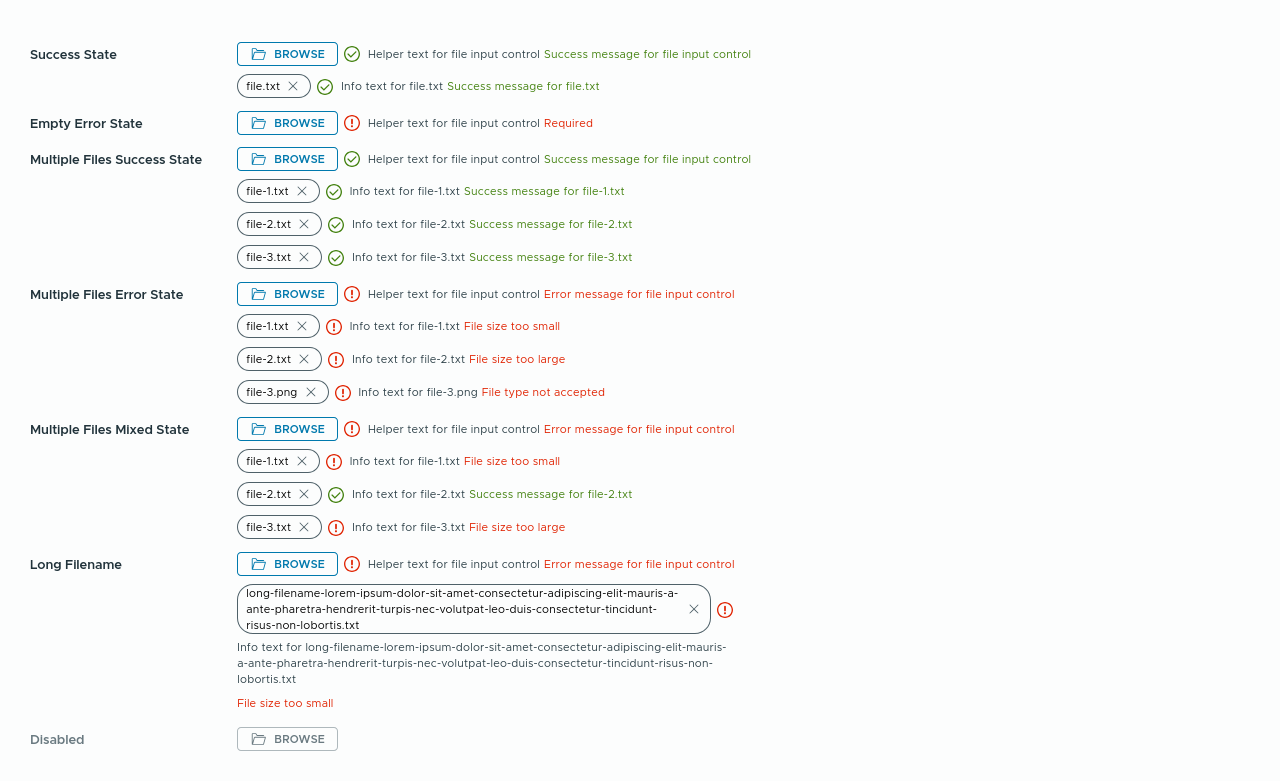 Success State BROWSE Helper text for file input control Success message for file input control
file.txt Info text for file.txt Success message for file.txt
Empty Error State BROWSE Helper text for file input control Required
Multiple Files Success State BROWSE Helper text for file input control Success message for file input control
file-1.txt Info text for file-1.txt Success message for file-1.txt
file-2.txt Info text for file-2.txt Success message for file-2.txt
file-3.txt Info text for file-3.txt Success message for file-3.txt
Multiple Files Error State BROWSE Helper text for file input control Error message for file input control
file-1.txt Info text for file-1.txt File size too small
file-2.txt Info text for file-2.txt File size too large
file-3.png Info text for file-3.png File type not accepted
Multiple Files Mixed State BROWSE Helper text for file input control Error message for file input control
file-1.txt Info text for file-1.txt File size too small
file-2.txt Info text for file-2.txt Success message for file-2.txt
file-3.txt Info text for file-3.txt File size too large
Long Filename BROWSE Helper text for file input control Error message for file input control
long-filename-lorem-ipsum-dolor-sit-amet-consectetur-adipiscing-elit-mauris-a-
ante-pharetra-hendrerit-turpis-nec-volutpat-leo-duis-consectetur-tincidunt-
risus-non-lobortis.txt
Info text for long-filename-lorem-ipsum-dolor-sit-amet-consectetur-adipiscing-elit-mauris-
a-ante-pharetra-hendrerit-turpis-nec-volutpat-leo-duis-consectetur-tincidunt-risus-non-
lobortis.txt
File size too small
Disabled BROWSE